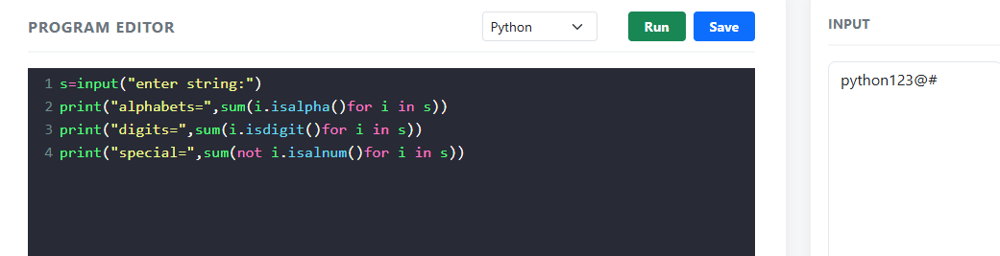 PROGRAM EDITOR
Python
Run
Save
1 s=input("enter string:")
2 print("alphabets=",sum(i.isalpha()for i in s))
3 print("digits=",sum(i.isdigit()for i in s))
4 print("special=",sum(not i.isalnum()for i in s))
INPUT
python123@#